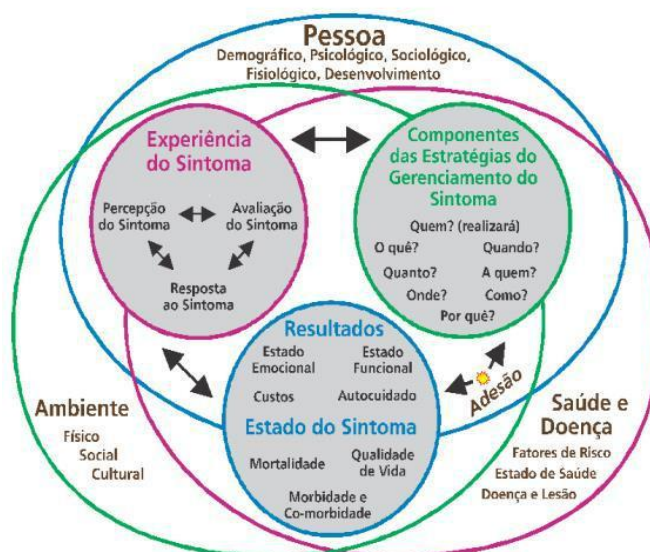 Pessoa
Demográfico, Psicológico, Sociológico,
Fisiológico, Desenvolvimento
Experiência
do Sintoma
Percepção
do Sintoma
Avaliação
do Sintoma
Resposta
ao Sintoma
Componentes
das Estratégias do
Gerenciamento do
Sintoma
Quem? (realizará)
O quê?
Quando?
Quanto?
A quem?
Onde?
Como?
Por quê?
Resultados
Estado
Emocional
Estado
Funcional
Custos
Autocuidado
Estado do Sintoma
Mortalidade
Qualidade
de Vida
Morbidade e
Co-morbidade
Adesão
Ambiente
Físico
Social
Cultural
Saúde e
Doença
Fatores de Risco
Estado de Saúde
Doença e Lesão